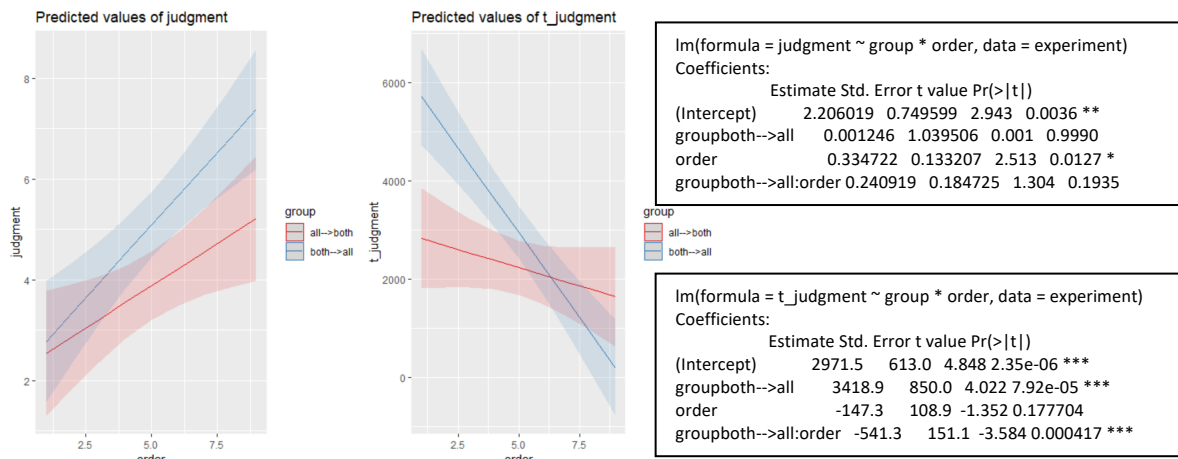 Predicted values of judgment
judgment
8
6
4
2
2.5
5.0
7.5
order
group
all-->both
both-->all
Predicted values of t_judgment
t_judgment
6000
4000
2000
0
2.5
5.0
7.5
order
group
all-->both
both-->all
lm(formula = judgment ~ group * order, data = experiment)
Coefficients:
Estimate Std. Error t value Pr(>|t|)
(Intercept) 2.206019 0.749599 2.943 0.0036 **
groupboth-->all 0.001246 1.039506 0.001 0.9990
order 0.334722 0.133207 2.513 0.0127 *
groupboth-->all:order 0.240919 0.184725 1.304 0.1935
lm(formula = t_judgment ~ group * order, data = experiment)
Coefficients:
Estimate Std. Error t value Pr(>|t|)
(Intercept) 2971.5 613.0 4.848 2.35e-06 ***
groupboth-->all 3418.9 850.0 4.022 7.92e-05 ***
order -147.3 108.9 -1.352 0.177704
groupboth-->all:order -541.3 151.1 -3.584 0.000417 ***